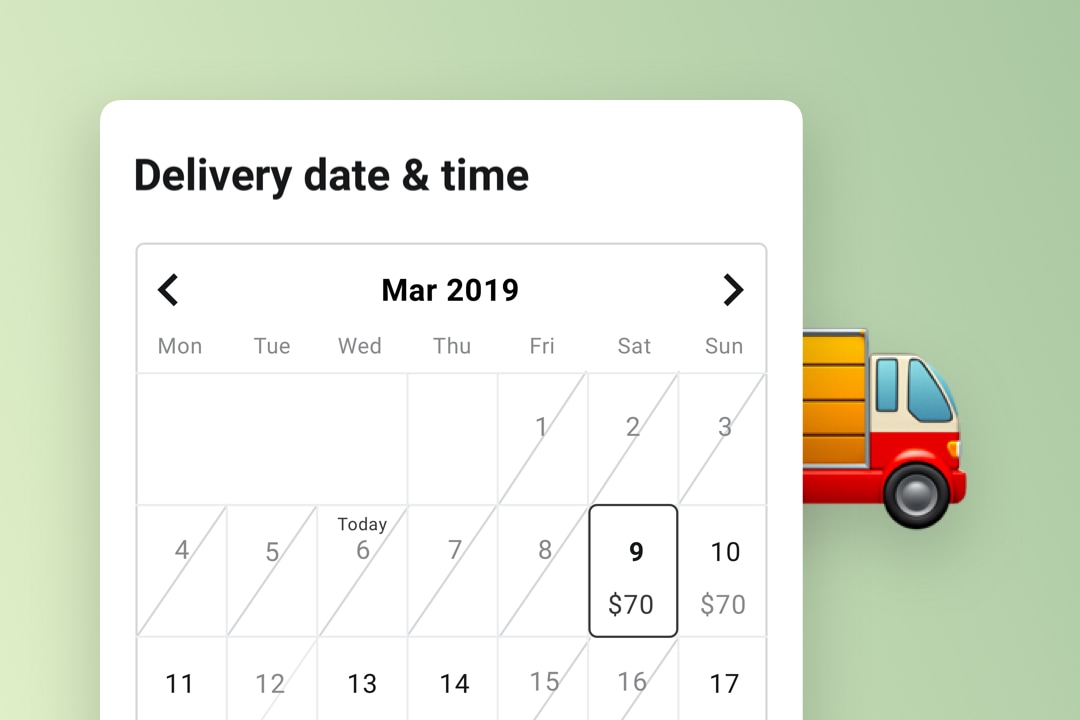 Delivery date & time
Mar 2019
Mon Tue Wed Thu Fri Sat Sun
1 2 3
Today
4 5 6 7 8 9 10
$70 $70
11 12 13 14 15 16 17